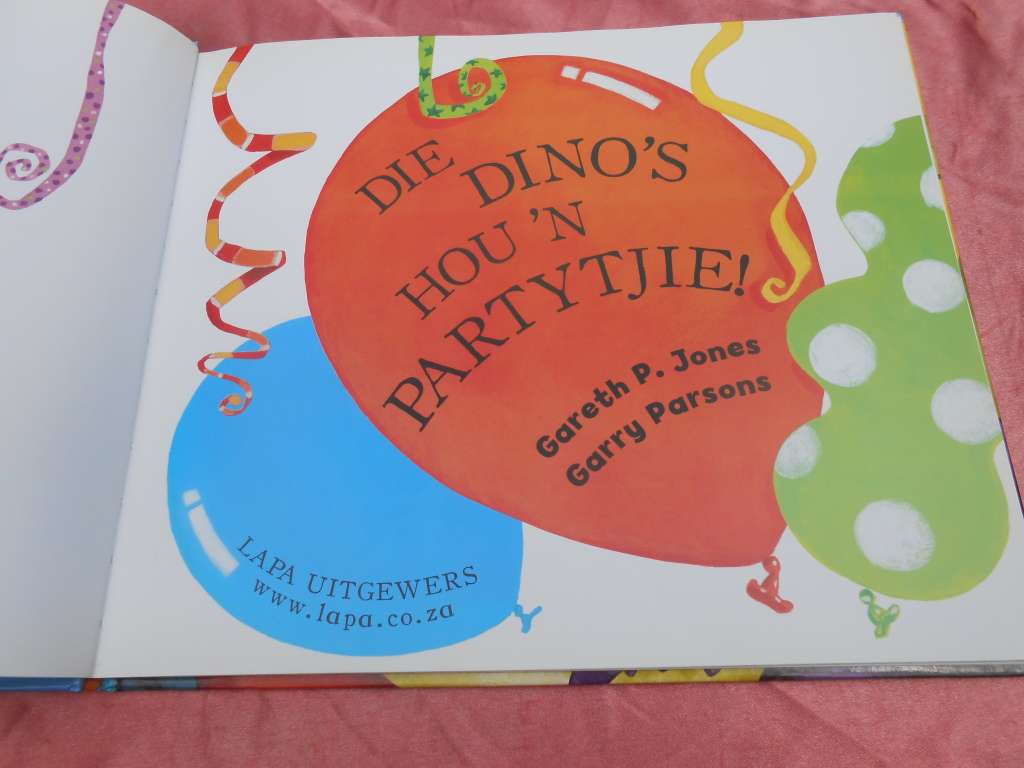 DIE
DINO'S
HOU 'N
PARTYTJIE!
Gareth P. Jones
Garry Parsons
LAPA UITGEWERS
www.lapa.co.za